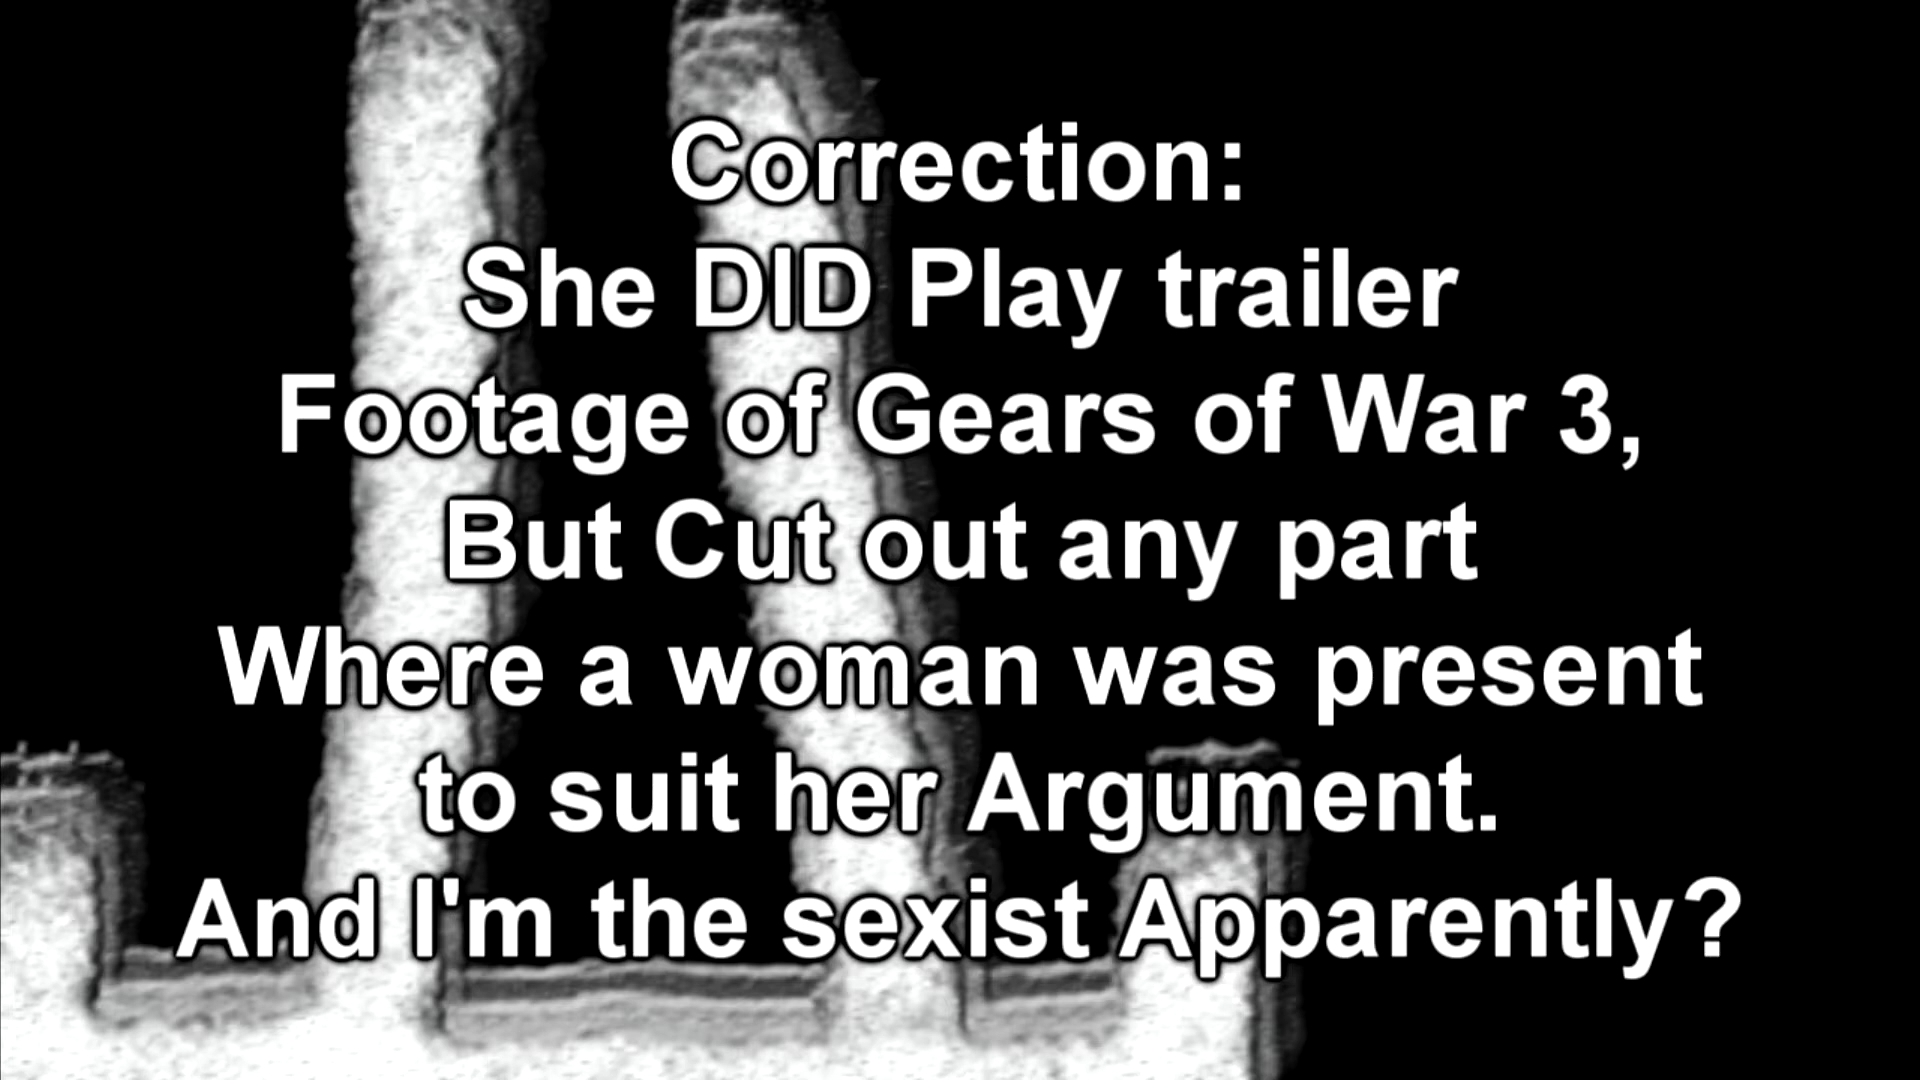 Correction:
She DID Play trailer
Footage of Gears of War 3,
But Cut out any part
Where a woman was present
to suit her Argument.
And I'm the sexist Apparently?